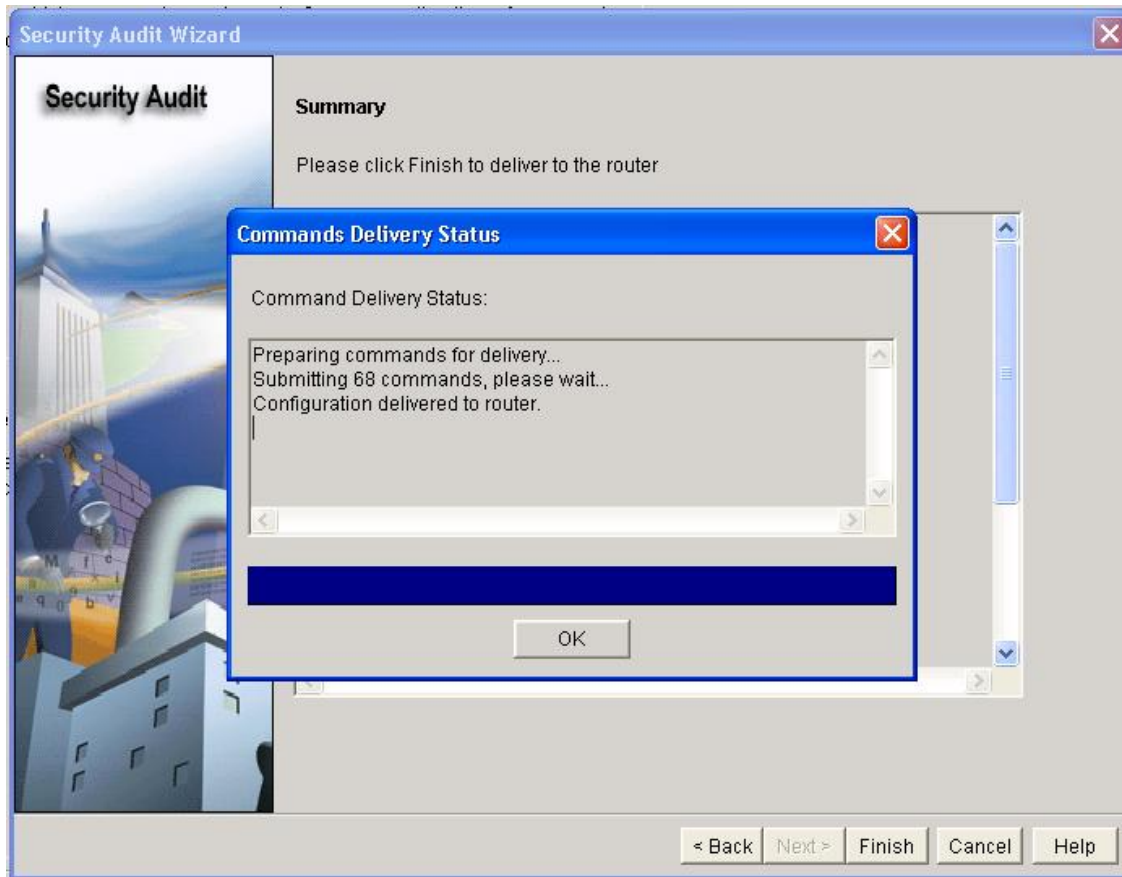 Security Audit Wizard
Security Audit
Summary
Please click Finish to deliver to the router
Commands Delivery Status
Command Delivery Status:
Preparing commands for delivery...
Submitting 68 commands, please wait...
Configuration delivered to router.
OK
< Back
Next >
Finish
Cancel
Help